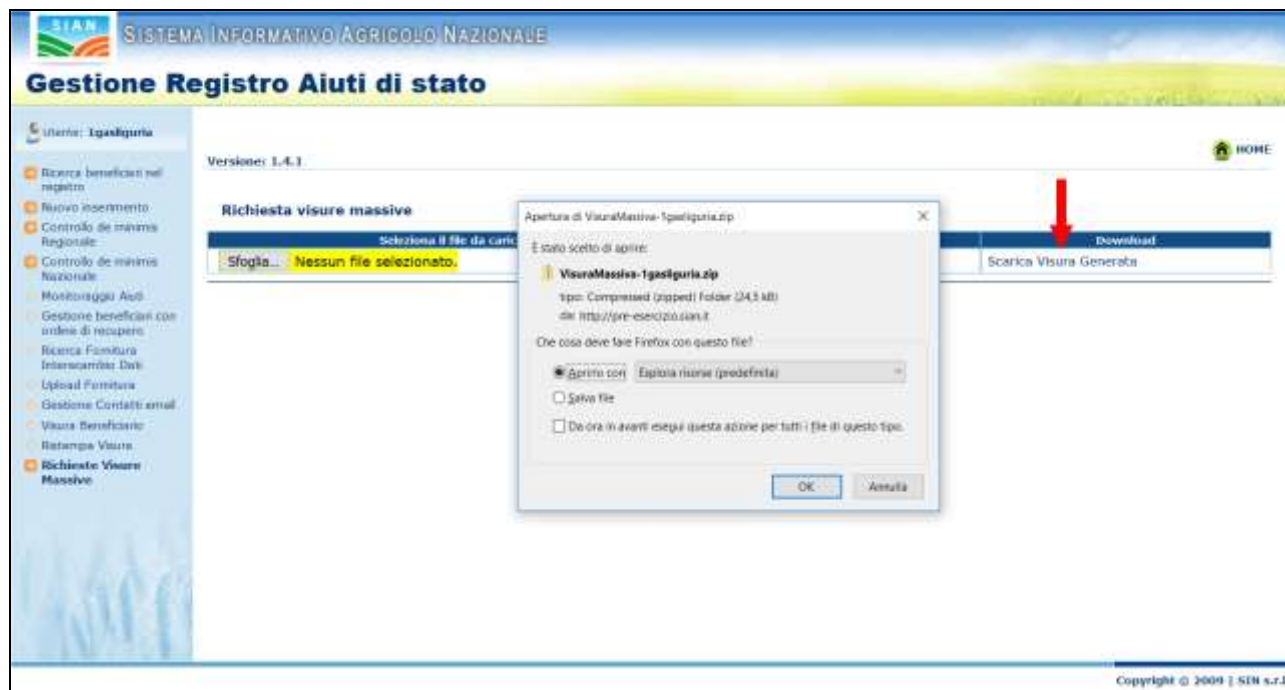 SIAN
SISTEMA INFORMATIVO AGRICOLO NAZIONALE
Gestione Registro Aiuti di stato
Utente: 1gasliguria
HOME
Versione: 1.4.1
Ricerca beneficiari nel
registro
Nuovo inserimento
Controllo de minimis
Regionale
Controllo de minimis
Nazionale
Monitoraggio Aiuti
Gestione beneficiari con
ordine di recupero
Ricerca Fornitura
Interscambio Dati
Upload Fornitura
Gestione Contatti email
Visura Beneficiario
Ristampa Visura
Richieste Visure
Massive
Richiesta visure massive
Seleziona il file da caric
Download
Sfoglia... Nessun file selezionato.
Scarica Visura Generata
Apertura di VisuraMassiva-1gasliguria.zip
È stato scelto di aprire:
VisuraMassiva-1gasliguria.zip
tipo: Compressed (zipped) Folder (24,5 kB)
da: http://pre-esercizio.sian.it
Che cosa deve fare Firefox con questo file?
Aprirlo con Esplora risorse (predefinita)
Salva file
Da ora in avanti esegui questa azione per tutti i file di questo tipo.
OK Annulla
Copyright © 2009 | SIN s.r.l